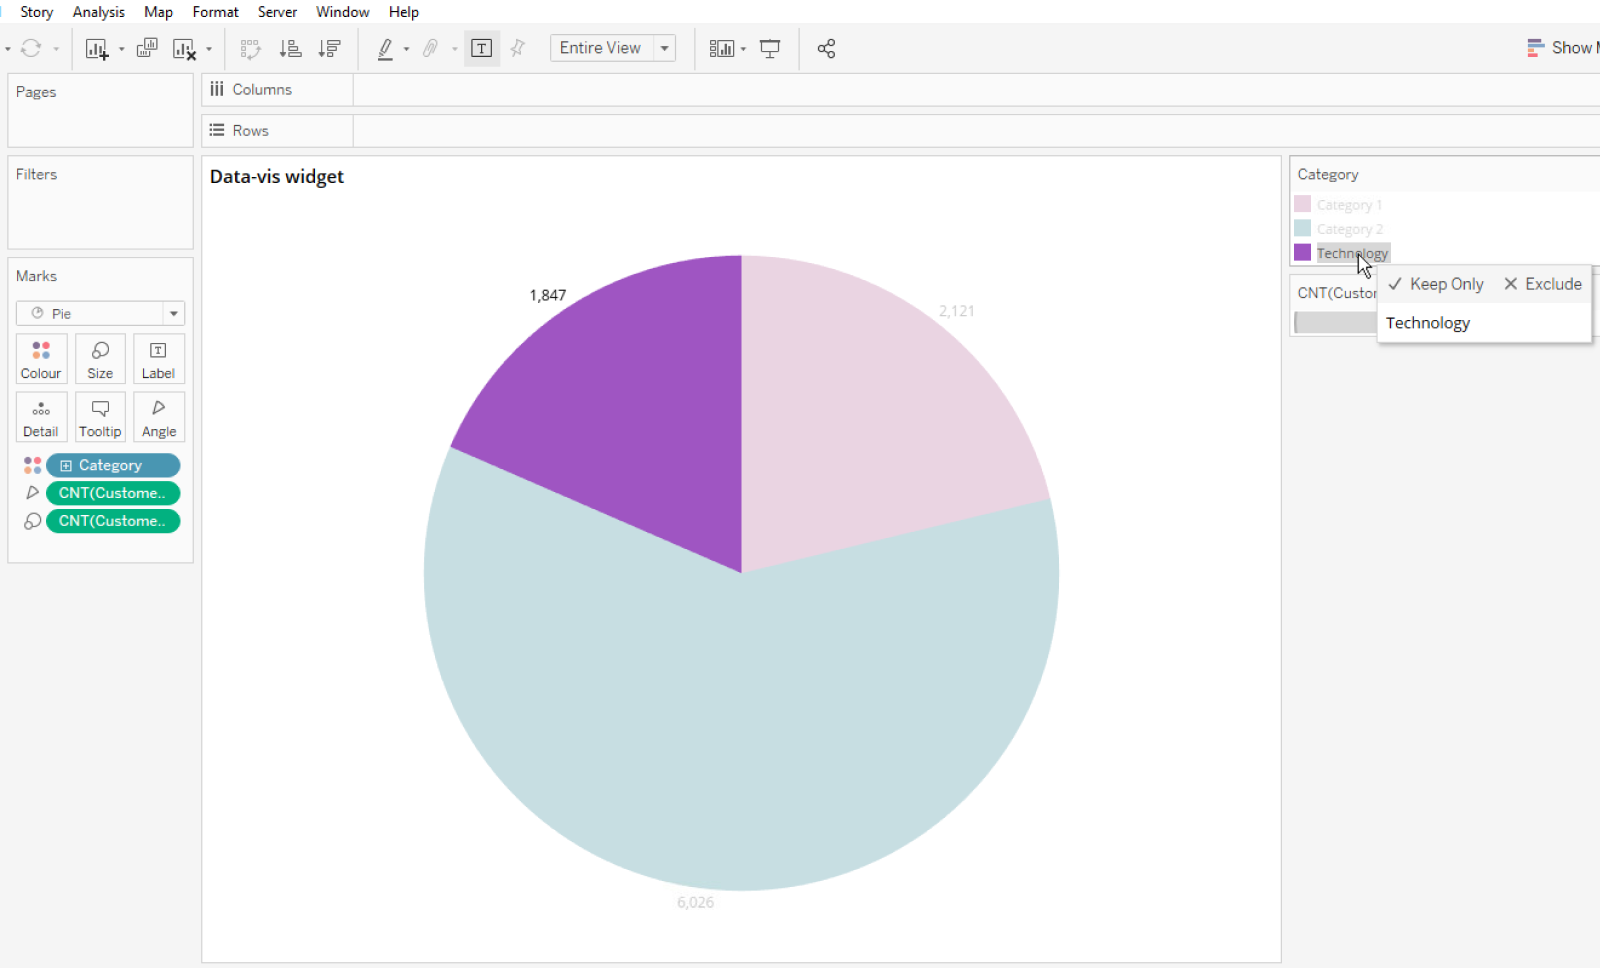 Story Analysis Map Format Server Window Help
Entire View
Show
Pages
Columns
Rows
Filters
Data-vis widget
Category
Category 1
Category 2
Technology
Keep Only Exclude
Technology
CNT(Custor
Marks
Pie
Colour Size Label
Detail Tooltip Angle
Category
CNT(Custome..
CNT(Custome..
1,847
2,121
6,026